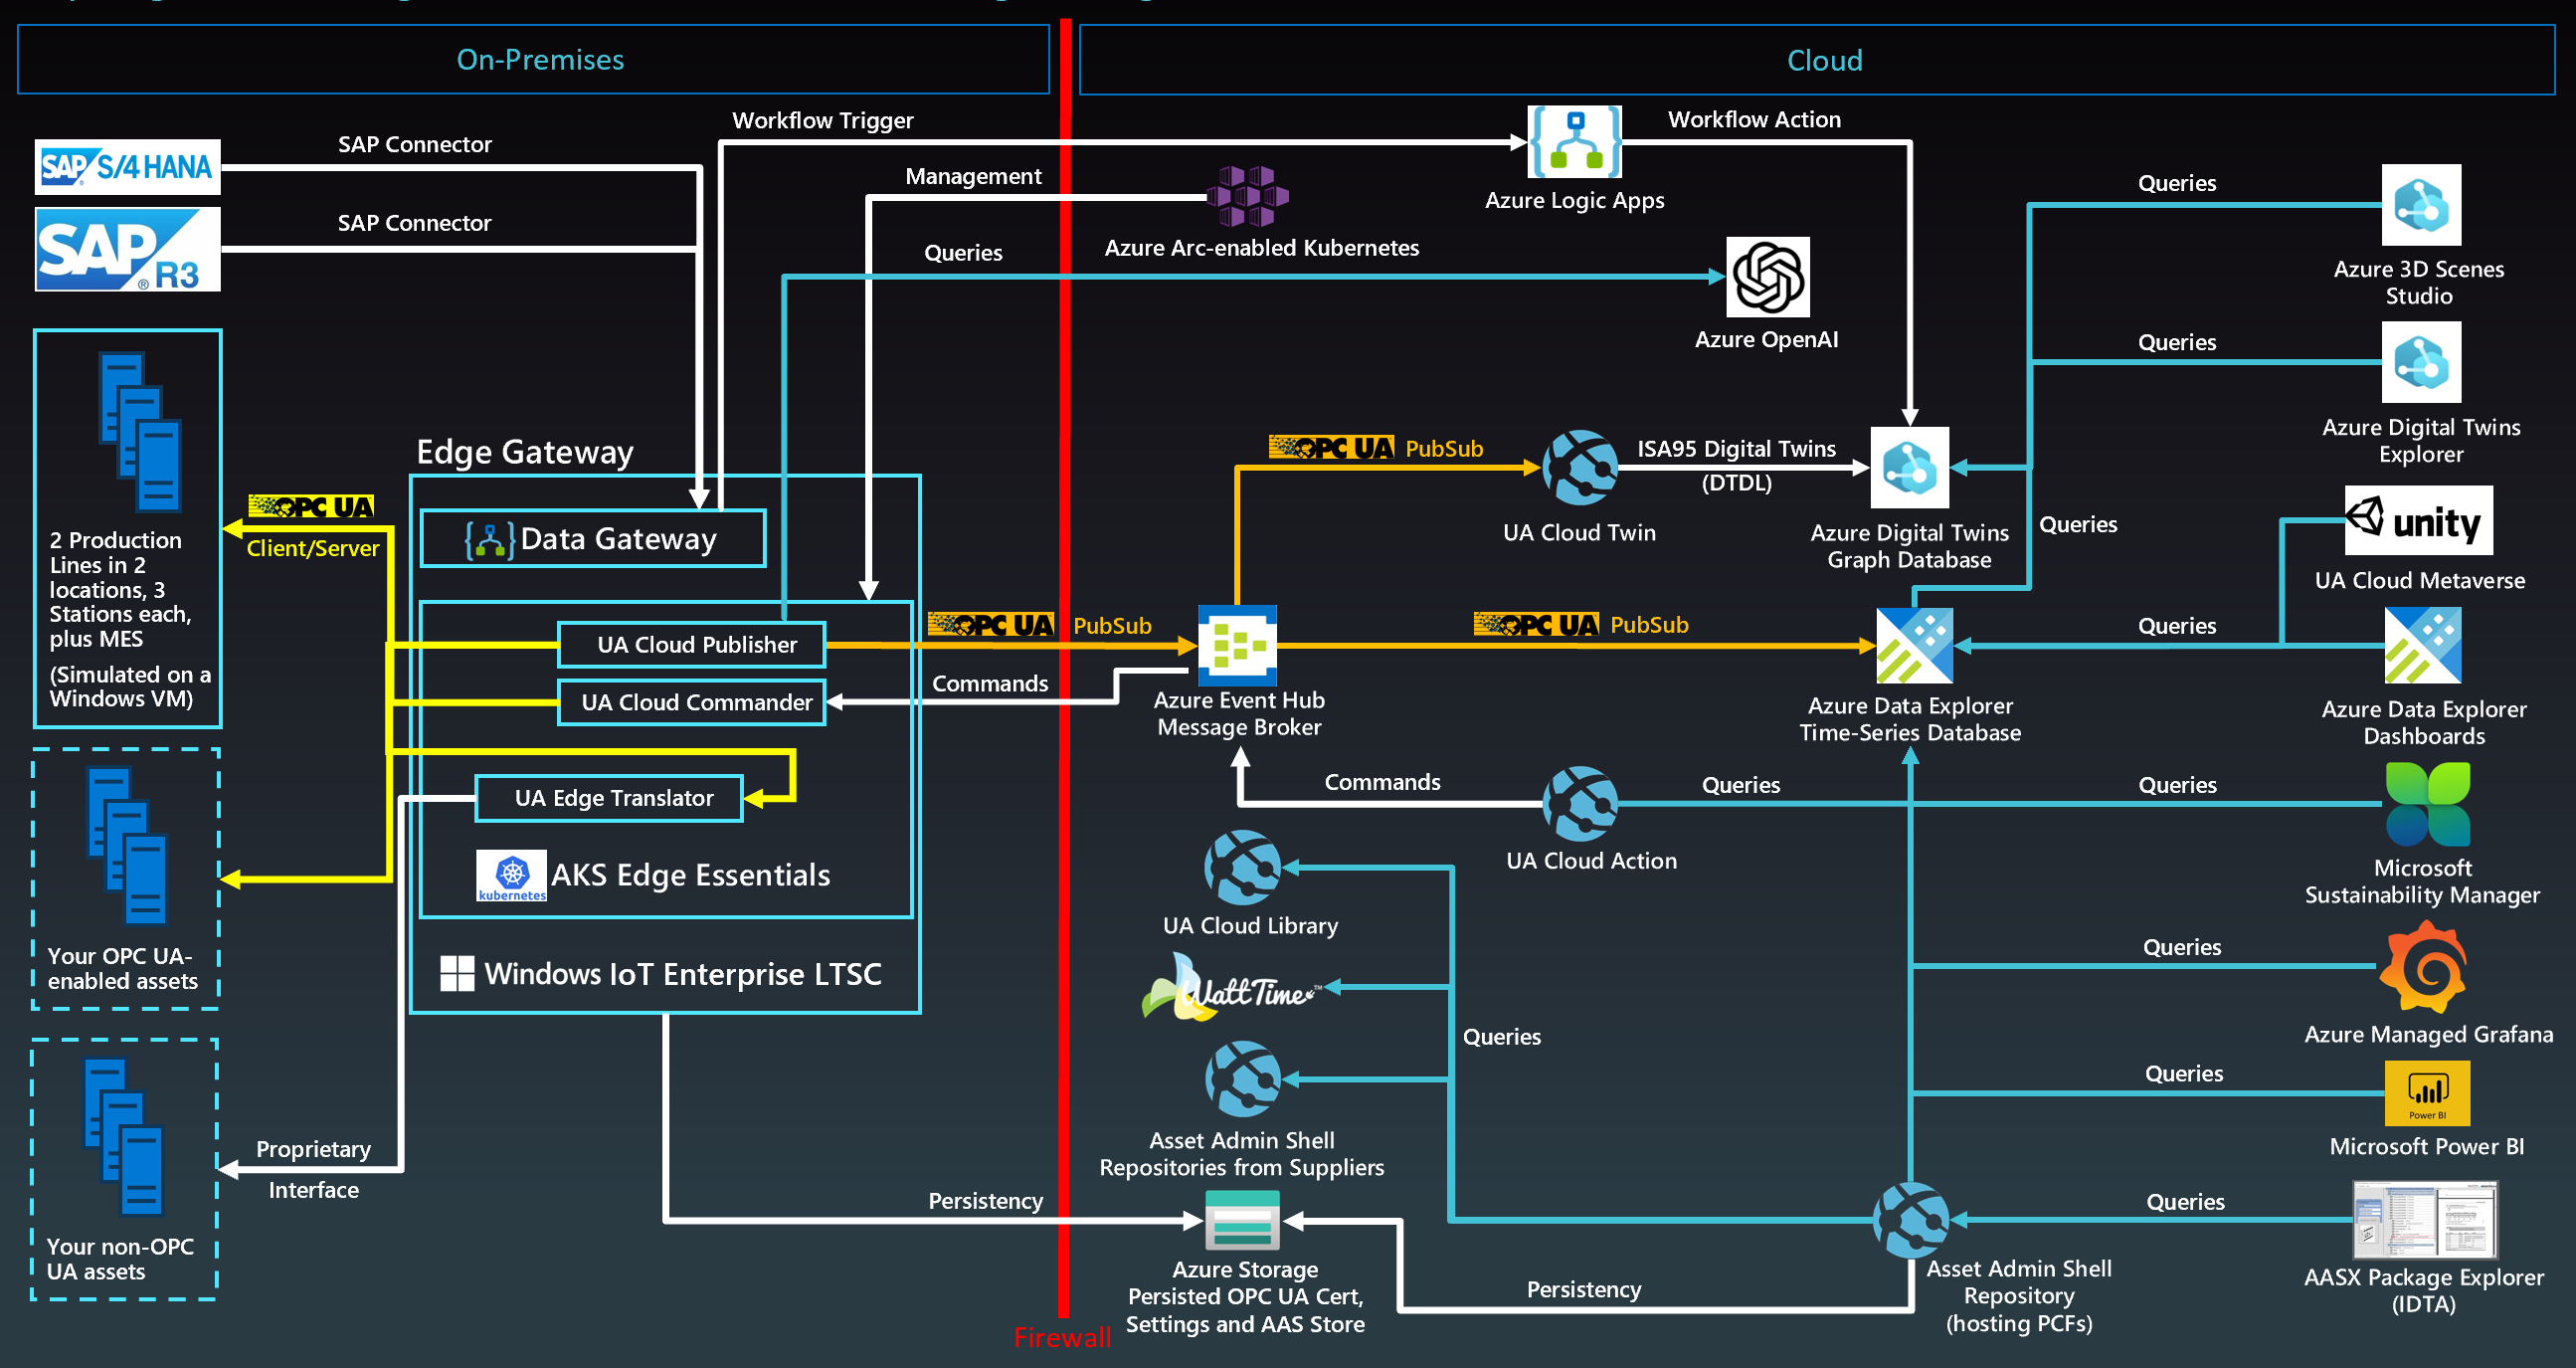 On-Premises
Cloud
Workflow Trigger
Workflow Action
SAP Connector
SAP S/4HANA
Management
Queries
Azure Logic Apps
SAP Connector
SAP
® R3
Queries
Azure Arc-enabled Kubernetes
Azure 3D Scenes
Studio
Azure OpenAI
Queries
Azure Digital Twins
Explorer
Edge Gateway
OPC UA PubSub
ISA95 Digital Twins
(DTDL)
OPC UA
Client/Server
Data Gateway
UA Cloud Twin
Azure Digital Twins
Graph Database
Queries
unity
UA Cloud Metaverse
2 Production
Lines in 2
locations, 3
Stations each,
plus MES
(Simulated on a
Windows VM)
UA Cloud Publisher
OPC UA PubSub
OPC UA PubSub
Queries
UA Cloud Commander
Commands
Azure Event Hub
Message Broker
Azure Data Explorer
Time-Series Database
Azure Data Explorer
Dashboards
UA Edge Translator
Commands
Queries
Queries
UA Cloud Action
Microsoft
Sustainability Manager
kubernetes
AKS Edge Essentials
UA Cloud Library
Your OPC UA-
enabled assets
Windows IoT Enterprise LTSC
WattTime™
Queries
Azure Managed Grafana
Queries
Queries
Power BI
Microsoft Power BI
Proprietary
Interface
Asset Admin Shell
Repositories from Suppliers
Persistency
Queries
Your non-OPC
UA assets
Azure Storage
Persisted OPC UA Cert,
Settings and AAS Store
Persistency
Asset Admin Shell
Repository
(hosting PCFs)
AASX Package Explorer
(IDTA)
Firewall